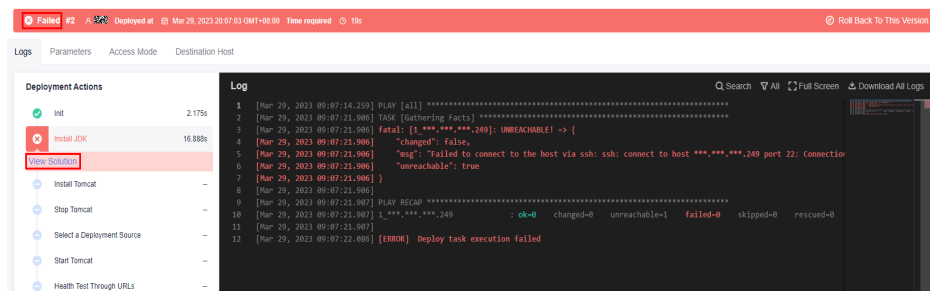 Failed #2 Deployed at Mar 29, 2023 20:07:03 GMT+08:00 Time required 19s Roll Back To This Version
Logs Parameters Access Mode Destination Host
Deployment Actions
Init 2.175s
Install JDK 16.888s
View Solution
Install Tomcat --
Stop Tomcat --
Select a Deployment Source --
Start Tomcat --
Health Test Through URLs --
Log Search All Full Screen Download All Logs
1 [Mar 29, 2023 09:07:14.259] PLAY [all] *********************************************************************
2 [Mar 29, 2023 09:07:21.906] TASK [Gathering Facts] *********************************************************
3 [Mar 29, 2023 09:07:21.906] fatal: [1_***.***.***.249]: UNREACHABLE! => {
4 [Mar 29, 2023 09:07:21.906] "changed": false,
5 [Mar 29, 2023 09:07:21.906] "msg": "Failed to connect to the host via ssh: ssh: connect to host ***.***.***.249 port 22: Connection
6 [Mar 29, 2023 09:07:21.906] "unreachable": true
7 [Mar 29, 2023 09:07:21.906] }
8 [Mar 29, 2023 09:07:21.906]
9 [Mar 29, 2023 09:07:21.907] PLAY RECAP *********************************************************************
10 [Mar 29, 2023 09:07:21.907] 1_***.***.***.249 : ok=0 changed=0 unreachable=1 failed=0 skipped=0 rescued=0
11 [Mar 29, 2023 09:07:21.907]
12 [Mar 29, 2023 09:07:22.086] [ERROR] Deploy task execution failed